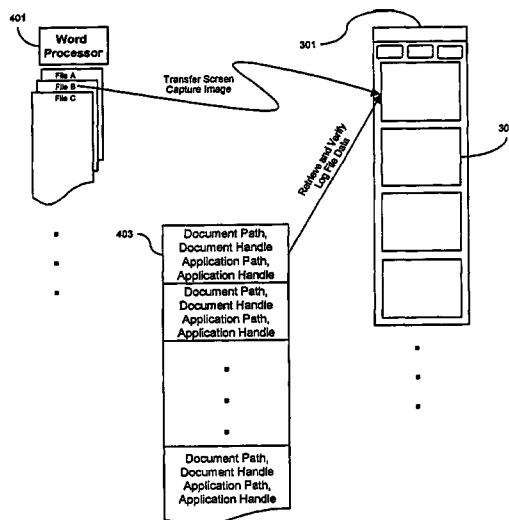 401
Word
Processor
File A
File B
File C
Transfer Screen
Capture Image
301
30
Retrieve and Verify
Log File Data
403
Document Path,
Document Handle
Application Path,
Application Handle
Document Path,
Document Handle
Application Path,
Application Handle
Document Path,
Document Handle
Application Path,
Application Handle